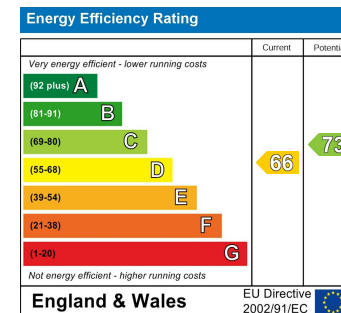 Energy Efficiency Rating
Current Potenti
Very energy efficient - lower running costs
(92 plus) A
(81-91) B
(69-80) C
(55-68) D
(39-54) E
(21-38) F
(1-20) G
66
73
Not energy efficient - higher running costs
England & Wales
EU Directive
2002/91/EC